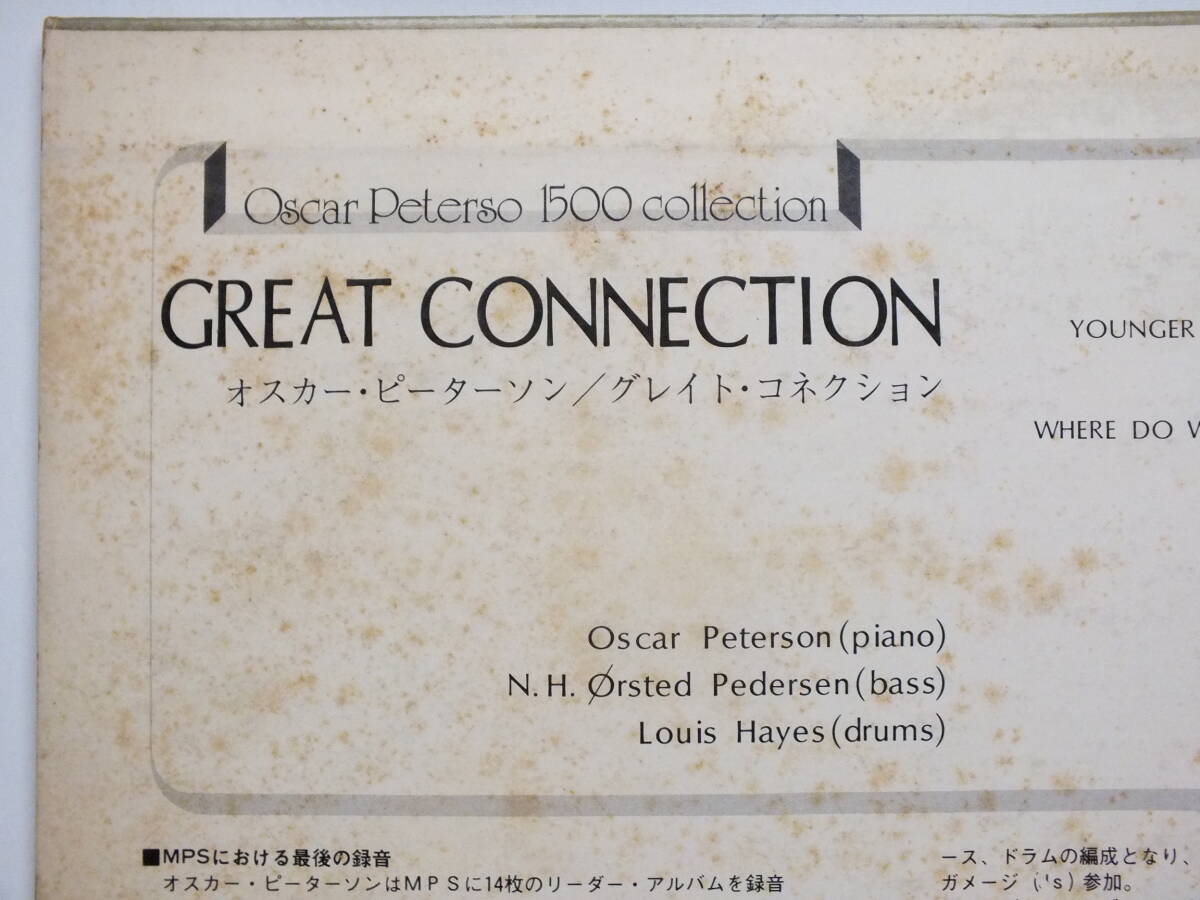 Oscar Peterso 1500 collection
GREAT CONNECTION
オスカー・ピーターソン／グレイト・コネクション
Oscar Peterson (piano)
N. H. Ørsted Pedersen (bass)
Louis Hayes (drums)
YOUNGER
WHERE DO
■MPSにおける最後の録音
オスカー・ピーターソンはMPSに14枚のリーダー・アルバムを録音
ース、ドラムの編成となり、
ガメージ 参加。